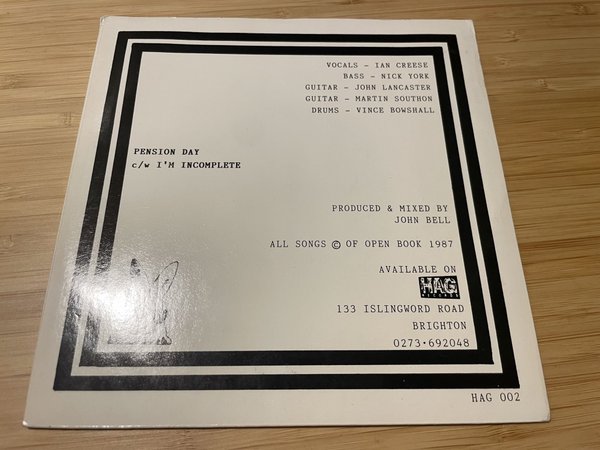 VOCALS - IAN CREESE
BASS - NICK YORK
GUITAR - JOHN LANCASTER
GUITAR - MARTIN SOUTHON
DRUMS - VINCE BOWSHALL
PENSION DAY
c/w I'M INCOMPLETE
PRODUCED & MIXED BY
JOHN BELL
ALL SONGS © OF OPEN BOOK 1987
AVAILABLE ON
HAG
RECORDS
133 ISLINGWORD ROAD
BRIGHTON
0273·692048
HAG 002